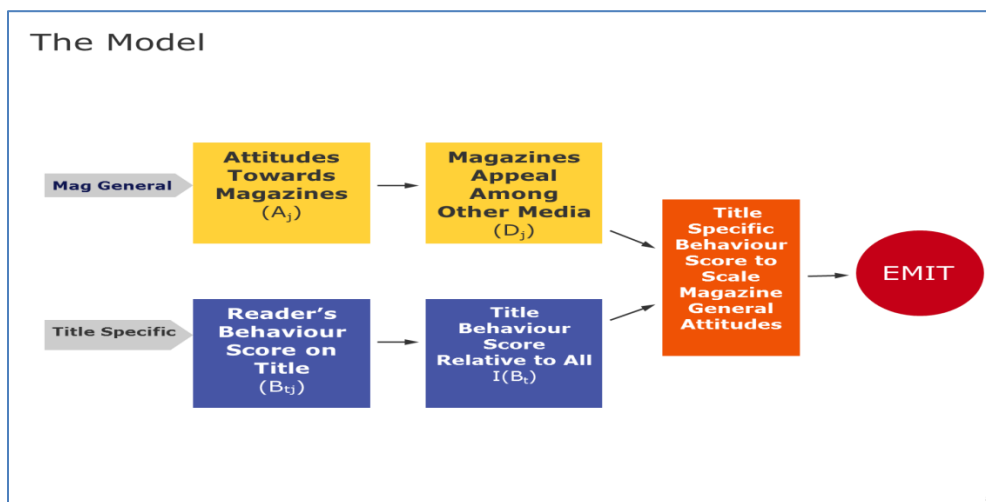 The Model
Mag General
Attitudes
Towards
Magazines
(Aj)
Magazines
Appeal
Among
Other Media
(Dj)
Title
Specific
Behaviour
Score to
Scale
Magazine
General
Attitudes
EMIT
Title Specific
Reader's
Behaviour
Score on
Title
(Btj)
Title
Behaviour
Score
Relative to All
I(Bt)